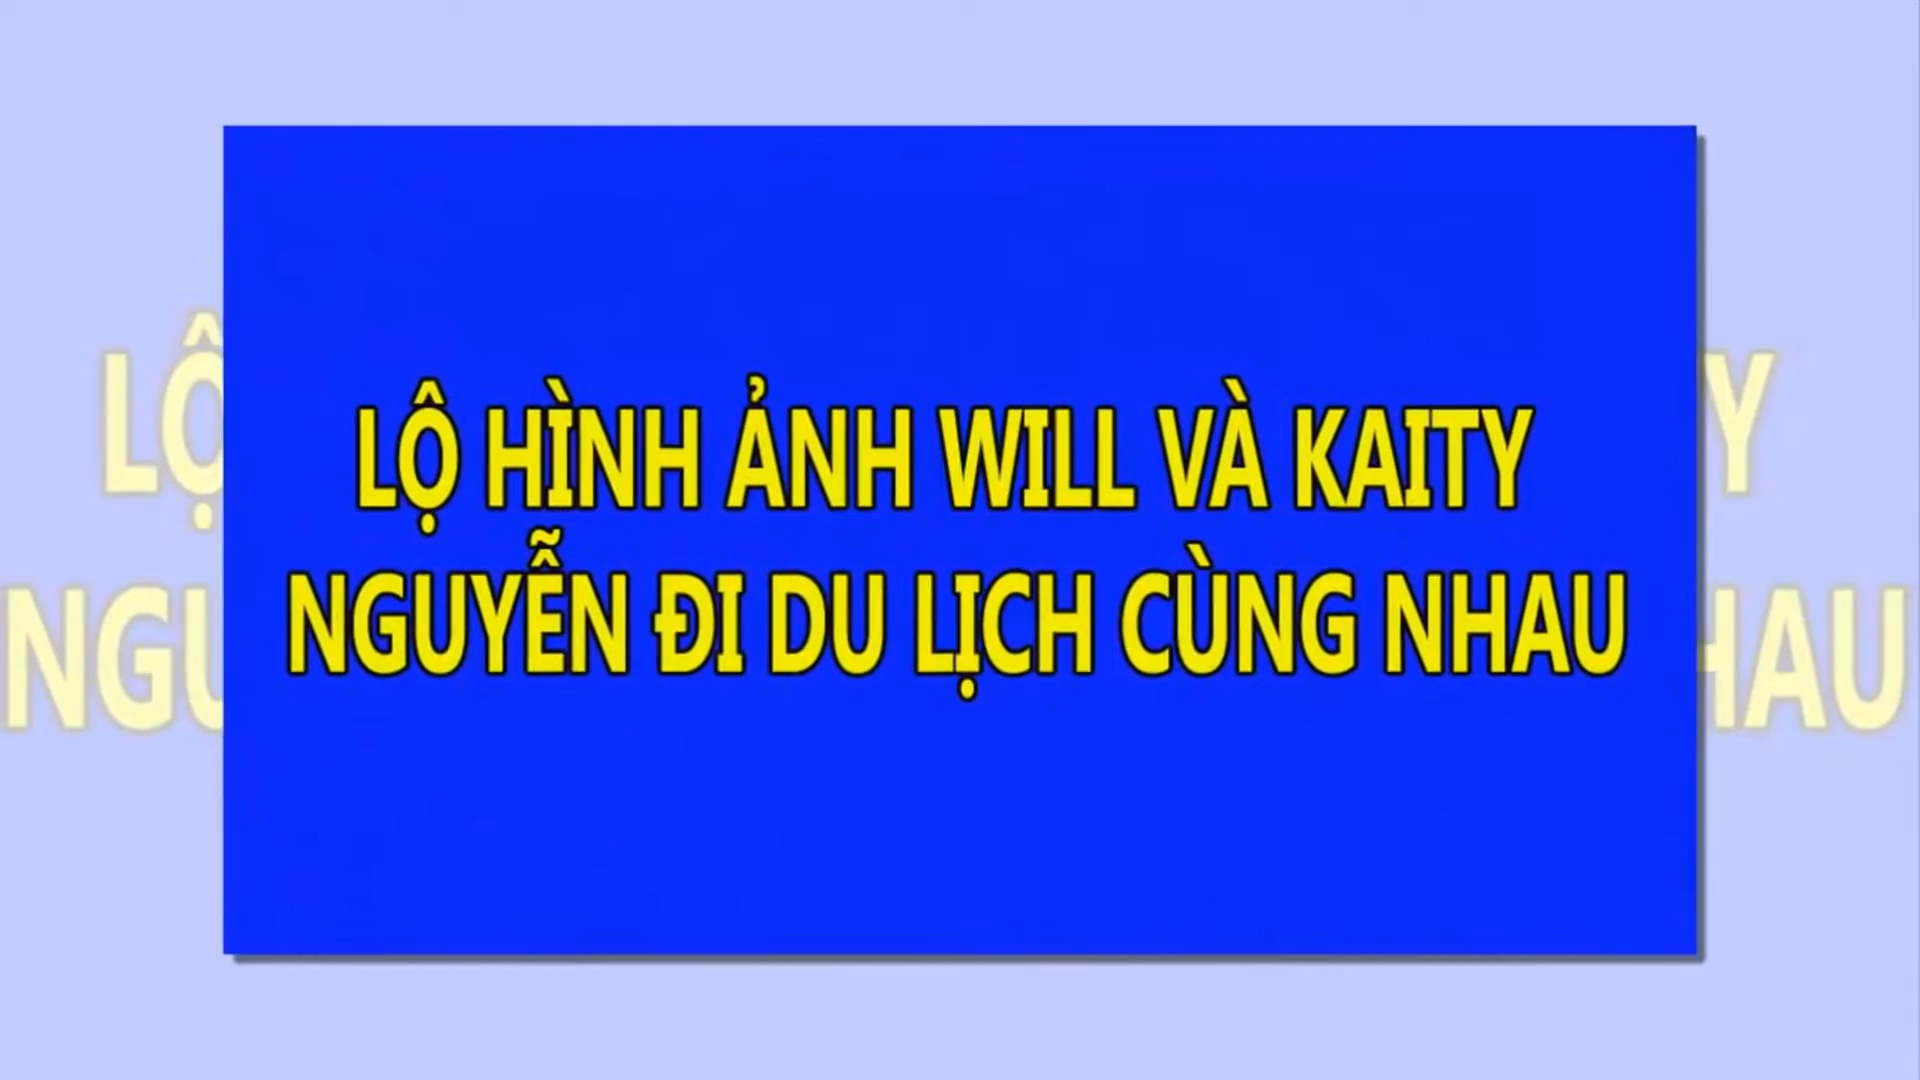 LỘ HÌNH ẢNH WILL VÀ KAITY
NGUYỄN ĐI DU LỊCH CÙNG NHAU